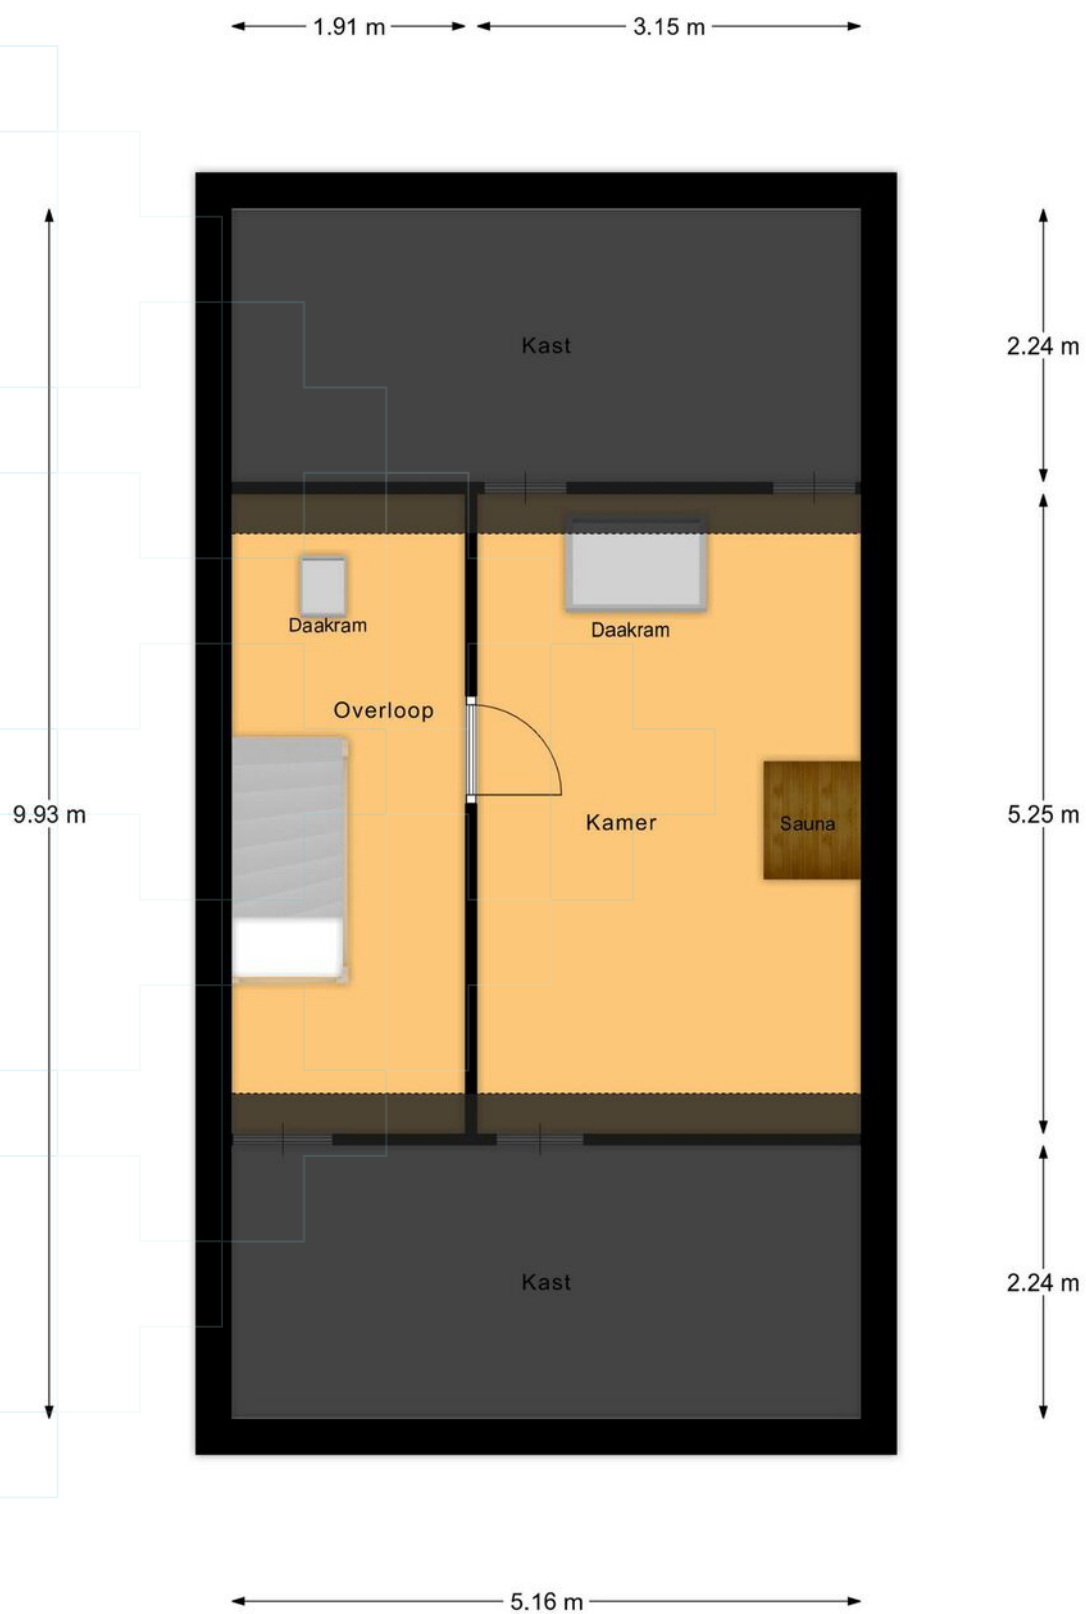 1.91 m
3.15 m
Kast
2.24 m
Daakram
Daakram
Overloop
9.93 m
Kamer
Sauna
5.25 m
Kast
2.24 m
5.16 m